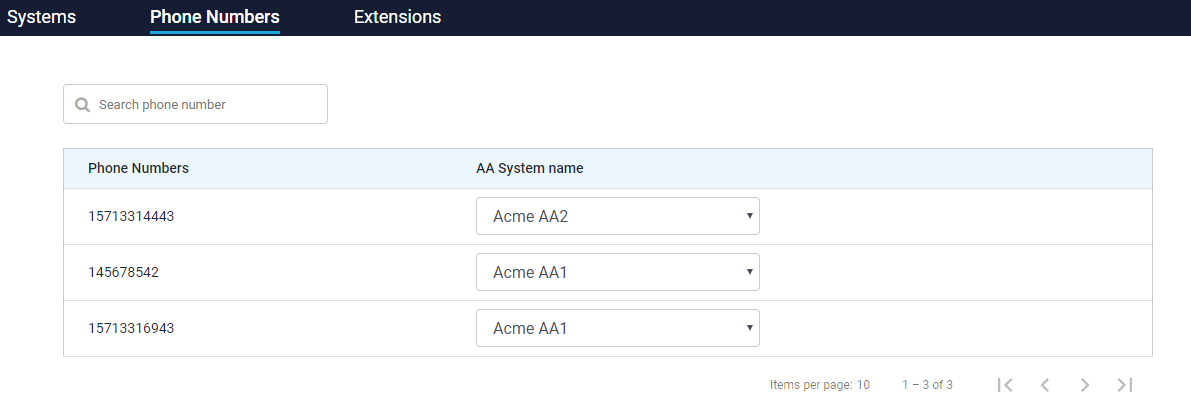 Systems Phone Numbers Extensions
Search phone number
Phone Numbers AA System name
15713314443 Acme AA2
145678542 Acme AA1
15713316943 Acme AA1
Items per page: 10 1 – 3 of 3